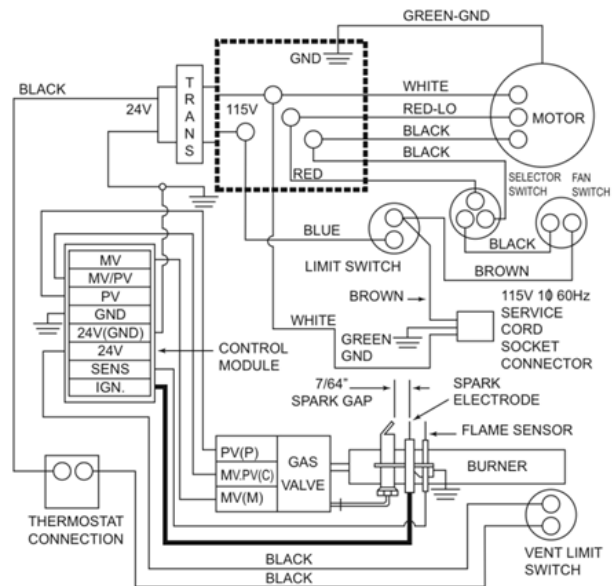 GREEN-GND
GND
BLACK
24V
TRANS
115V
WHITE
RED-LO
BLACK
BLACK
MOTOR
RED
SELECTOR
SWITCH
FAN
SWITCH
BLUE
LIMIT SWITCH
BLACK
BROWN
BROWN
115V 1ϕ 60Hz
SERVICE
CORD
SOCKET
CONNECTOR
WHITE
GREEN
GND
MV
MV/PV
PV
GND
24V(GND)
24V
SENS
IGN.
CONTROL
MODULE
7/64"
SPARK GAP
SPARK
ELECTRODE
FLAME SENSOR
PV(P)
MV.PV(C)
MV(M)
GAS
VALVE
BURNER
THERMOSTAT
CONNECTION
BLACK
BLACK
VENT LIMIT
SWITCH